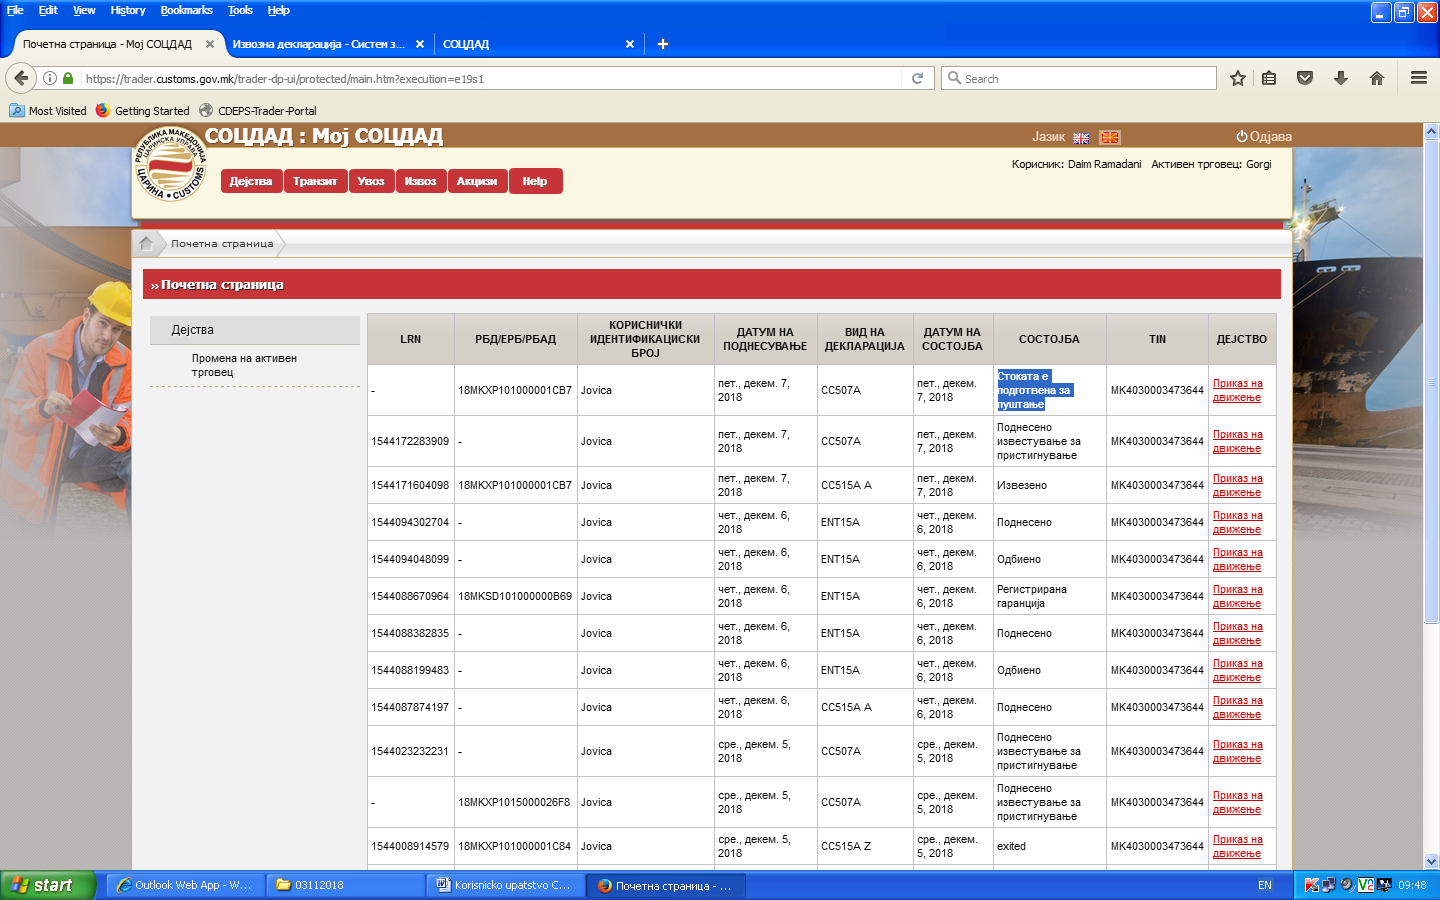 File Edit View History Bookmarks Tools Help
Почетна страница - Мој СОЦДАД
Извозна декларација - Систем з...
СОЦДАД
https://trader.customs.gov.mk/trader-dp-ui/protected/main.htm?execution=e19s1
Search
Most Visited Getting Started CDEPS-Trader-Portal
СОЦДАД : Мој СОЦДАД
Јазик
Одјава
РЕПУБЛИКА МАКЕДОНИЈА
ЦАРИНСКА УПРАВА
ЦАРИНА • CUSTOMS
Корисник: Daim Ramadani Активен трговец: Gorgi
Дејства Транзит Увоз Извоз Акцизи Help
Почетна страница
»Почетна страница
Дејства
Промена на активен
трговец
LRN РБД/ЕРБ/РБАД КОРИСНИЧКИ ИДЕНТИФИКАЦИСКИ БРОЈ ДАТУМ НА ПОДНЕСУВАЊЕ ВИД НА ДЕКЛАРАЦИЈА ДАТУМ НА СОСТОЈБА СОСТОЈБА TIN ДЕЈСТВО
- 18MKXP101000001CB7 Jovica пет., декем. 7, 2018 CC507A пет., декем. 7, 2018 Стоката е подготвена за пуштање MK4030003473644 Приказ на движење
1544172283909 - Jovica пет., декем. 7, 2018 CC507A пет., декем. 7, 2018 Поднесено известување за пристигнување MK4030003473644 Приказ на движење
1544171604098 18MKXP101000001CB7 Jovica пет., декем. 7, 2018 CC515A A пет., декем. 7, 2018 Извезено MK4030003473644 Приказ на движење
1544094302704 - Jovica чет., декем. 6, 2018 ENT15A чет., декем. 6, 2018 Поднесено MK4030003473644 Приказ на движење
1544094048099 - Jovica чет., декем. 6, 2018 ENT15A чет., декем. 6, 2018 Одбиено MK4030003473644 Приказ на движење
1544088670964 18MKSD101000000B69 Jovica чет., декем. 6, 2018 ENT15A чет., декем. 6, 2018 Регистрирана гаранција MK4030003473644 Приказ на движење
1544088382835 - Jovica чет., декем. 6, 2018 ENT15A чет., декем. 6, 2018 Поднесено MK4030003473644 Приказ на движење
1544088199483 - Jovica чет., декем. 6, 2018 ENT15A чет., декем. 6, 2018 Одбиено MK4030003473644 Приказ на движење
1544087874197 - Jovica чет., декем. 6, 2018 CC515A A чет., декем. 6, 2018 Поднесено MK4030003473644 Приказ на движење
1544023232231 - Jovica сре., декем. 5, 2018 CC507A сре., декем. 5, 2018 Поднесено известување за пристигнување MK4030003473644 Приказ на движење
- 18MKXP1015000026F8 Jovica сре., декем. 5, 2018 CC507A сре., декем. 5, 2018 Поднесено известување за пристигнување MK4030003473644 Приказ на движење
1544008914579 18MKXP101000001C84 Jovica сре., декем. 5, 2018 CC515A Z сре., декем. 5, 2018 exited MK4030003473644 Приказ на движење
start
Outlook Web App - W...
03112018
Korisnicko upatstvo C...
Почетна страница - ...
EN
09:48